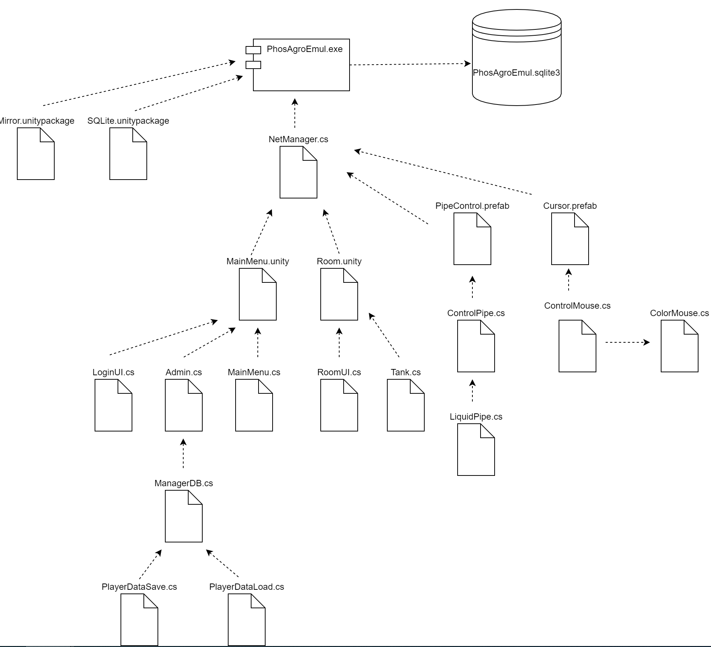 PhosAgroEmul.exe
PhosAgroEmul.sqlite3
Mirror.unitypackage
SQLite.unitypackage
NetManager.cs
PipeControl.prefab
Cursor.prefab
MainMenu.unity
Room.unity
ControlPipe.cs
ControlMouse.cs
ColorMouse.cs
LoginUI.cs
Admin.cs
MainMenu.cs
RoomUI.cs
Tank.cs
LiquidPipe.cs
ManagerDB.cs
PlayerDataSave.cs
PlayerDataLoad.cs